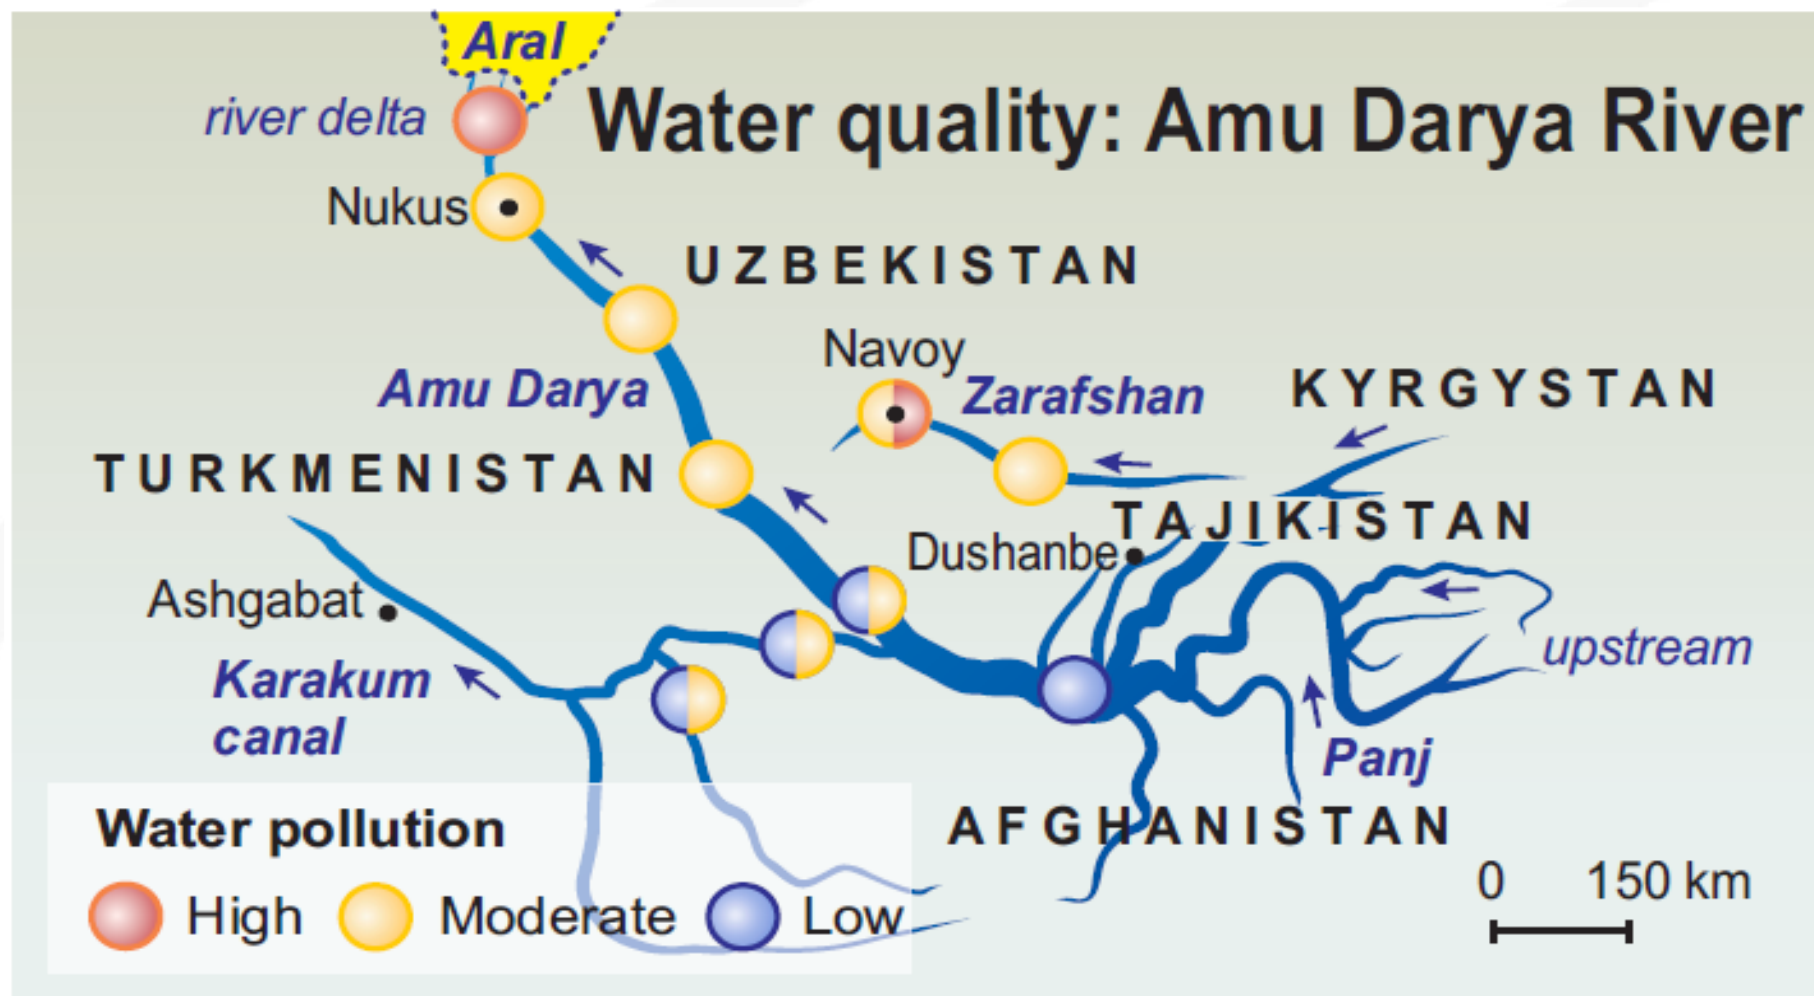 Aral
river delta
Water quality: Amu Darya River
Nukus
UZBEKISTAN
Navoy
Amu Darya
Zarafshan
KYRGYSTAN
TURKMENISTAN
TAJIKISTAN
Dushanbe
Ashgabat
upstream
Karakum
canal
Panj
AFGHANISTAN
Water pollution
High Moderate Low
0 150 km